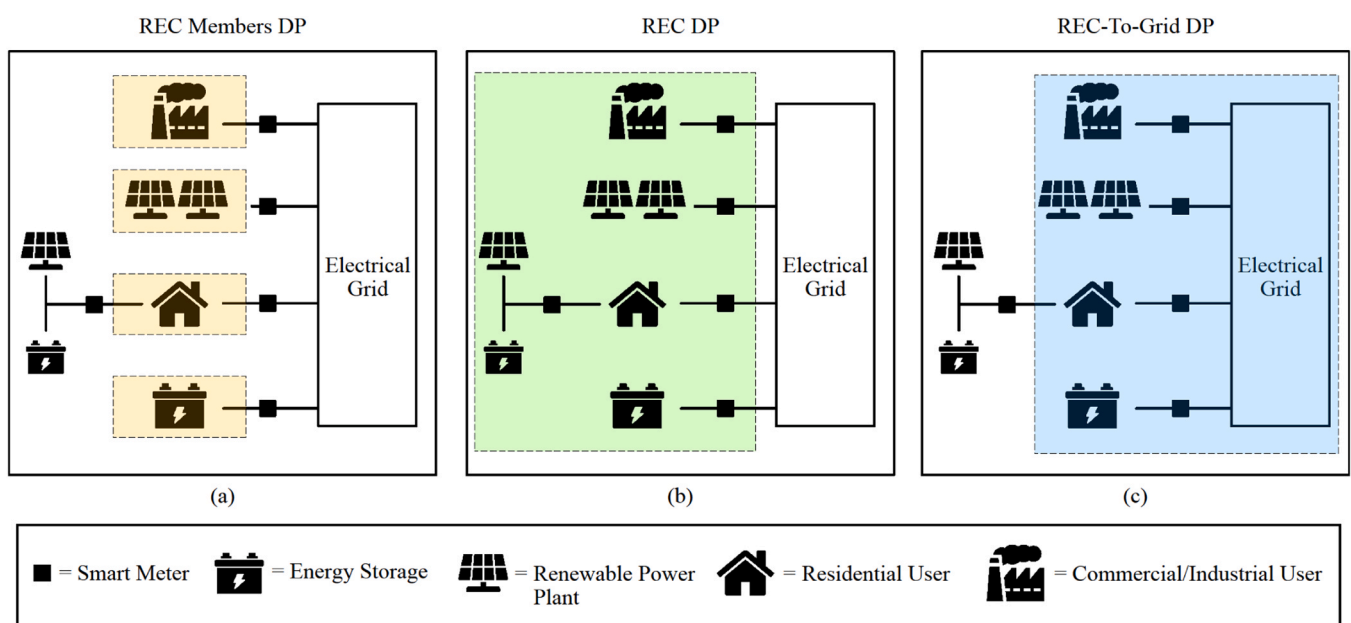 REC Members DP
REC DP
REC-To-Grid DP
Electrical
Grid
Electrical
Grid
Electrical
Grid
(a)
(b)
(c)
= Smart Meter
= Energy Storage
= Renewable Power
Plant
= Residential User
= Commercial/Industrial User